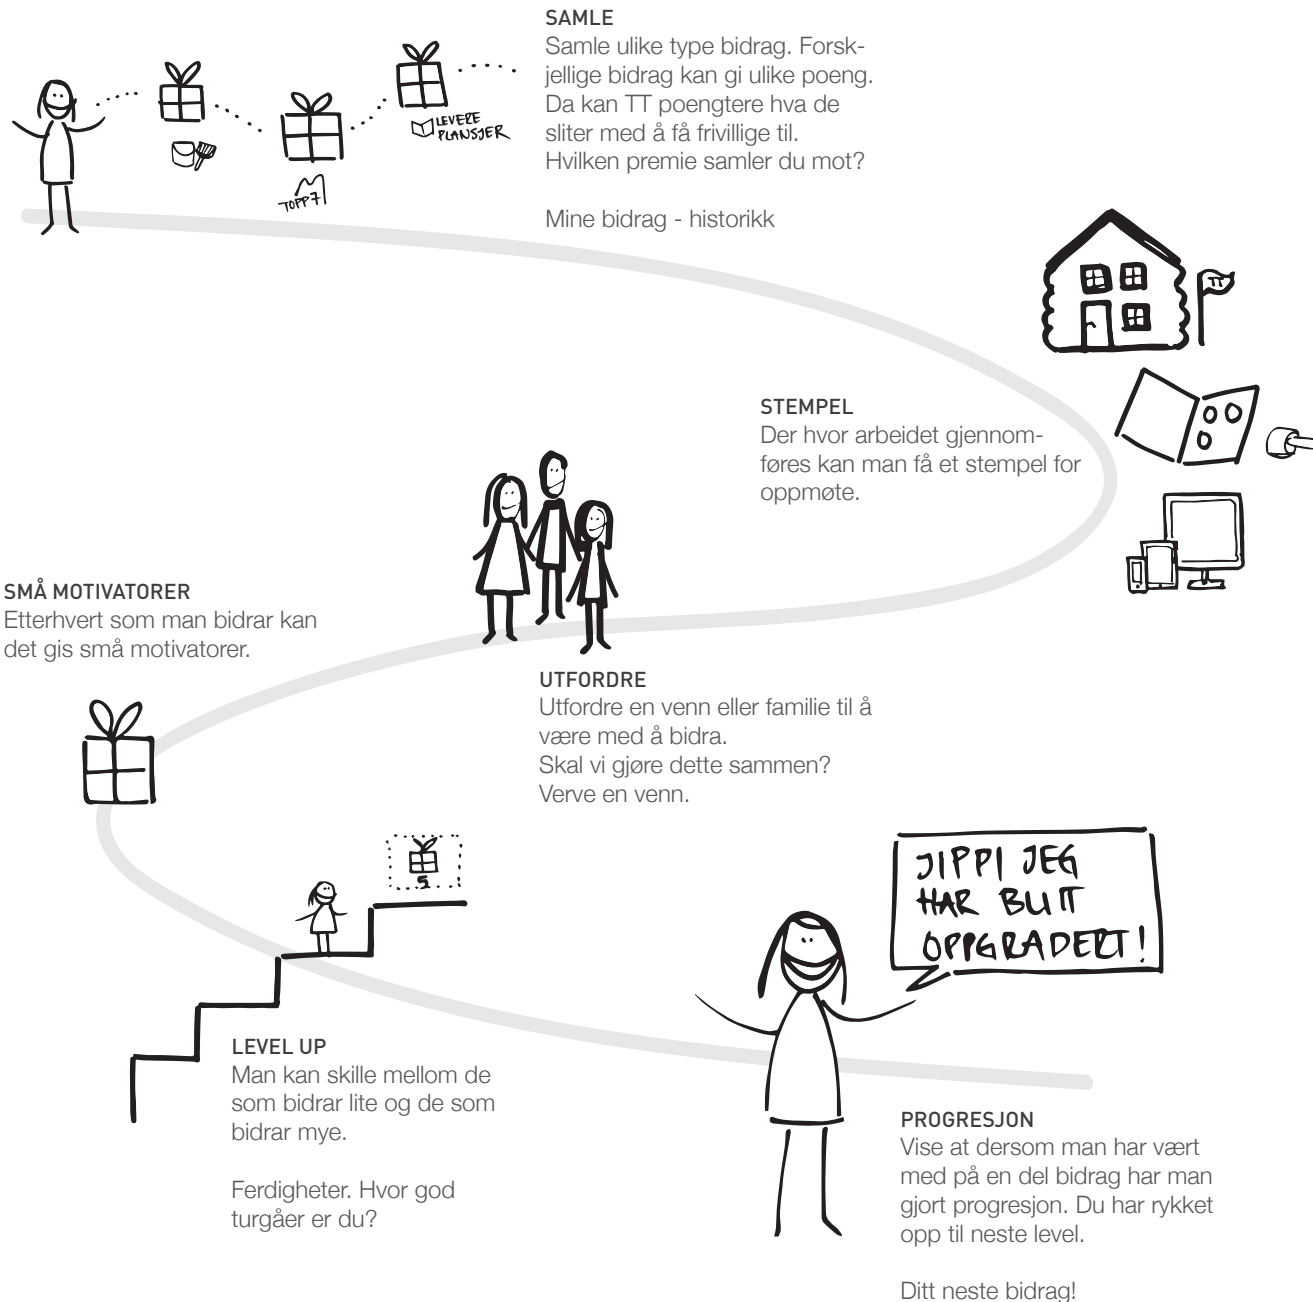 SAMLE
Samle ulike type bidrag. Forsk-
jellige bidrag kan gi ulike poeng.
Da kan TT poengtere hva de
sliter med å få frivillige til.
Hvilken premie samler du mot?
Mine bidrag - historikk
LEVERE
PLANSJER
TOPP7
TT
STEMPEL
Der hvor arbeidet gjennom-
føres kan man få et stempel for
oppmøte.
SMÅ MOTIVATORER
Etterhvert som man bidrar kan
det gis små motivatorer.
UTFORDRE
Utfordre en venn eller familie til å
være med å bidra.
Skal vi gjøre dette sammen?
Verve en venn.
5
LEVEL UP
Man kan skille mellom de
som bidrar lite og de som
bidrar mye.
Ferdigheter. Hvor god
turgåer er du?
JIPPI JEG
HAR BLITT
OPPGRADERT!
PROGRESJON
Vise at dersom man har vært
med på en del bidrag har man
gjort progresjon. Du har rykket
opp til neste level.
Ditt neste bidrag!